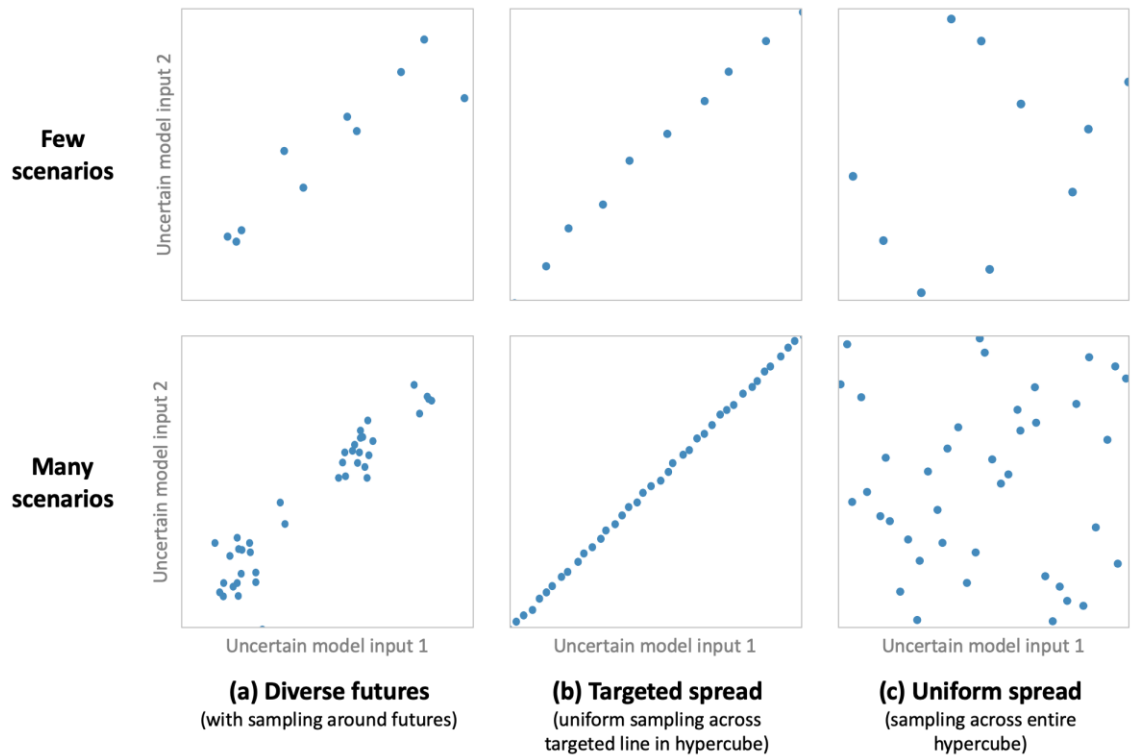 Few
scenarios
Uncertain model input 2
Many
scenarios
Uncertain model input 2
Uncertain model input 1
Uncertain model input 1
Uncertain model input 1
(a) Diverse futures
(with sampling around futures)
(b) Targeted spread
(uniform sampling across
targeted line in hypercube)
(c) Uniform spread
(sampling across entire
hypercube)